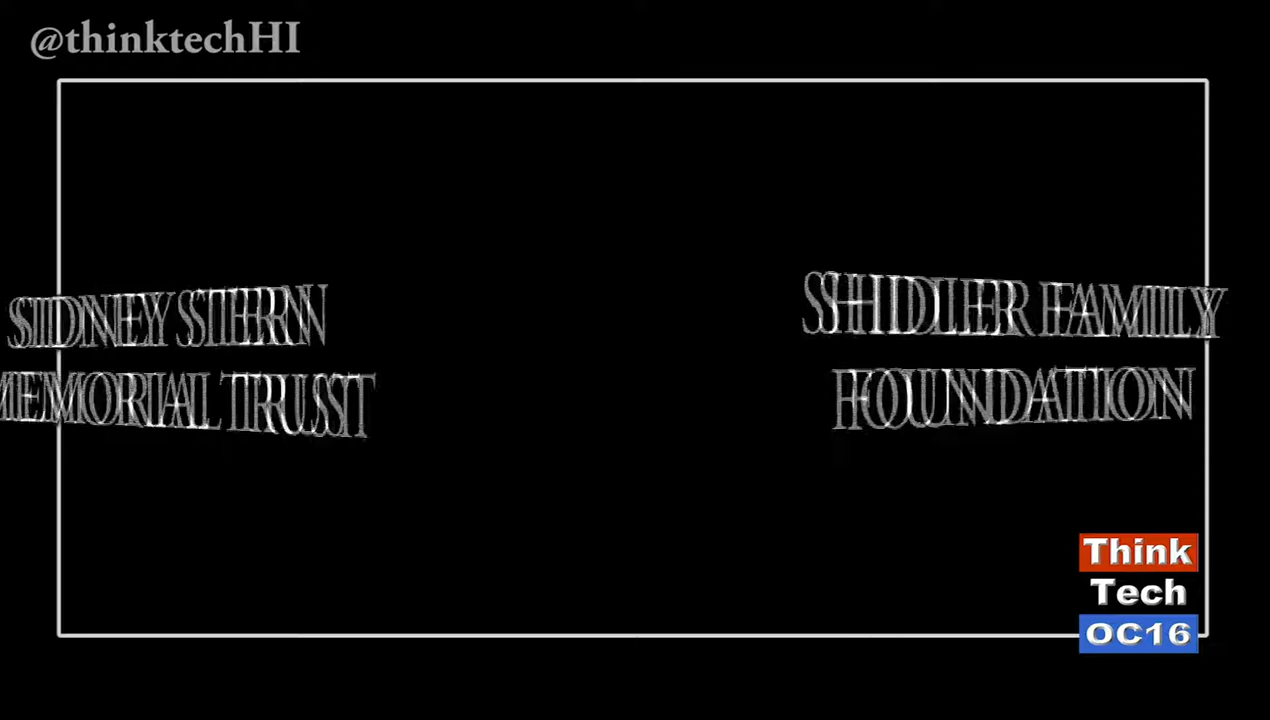 @thinktechHI
SIDNEY STERN
MEMORIAL TRUST
SHIDLER FAMILY
FOUNDATION
Think
Tech
OC16